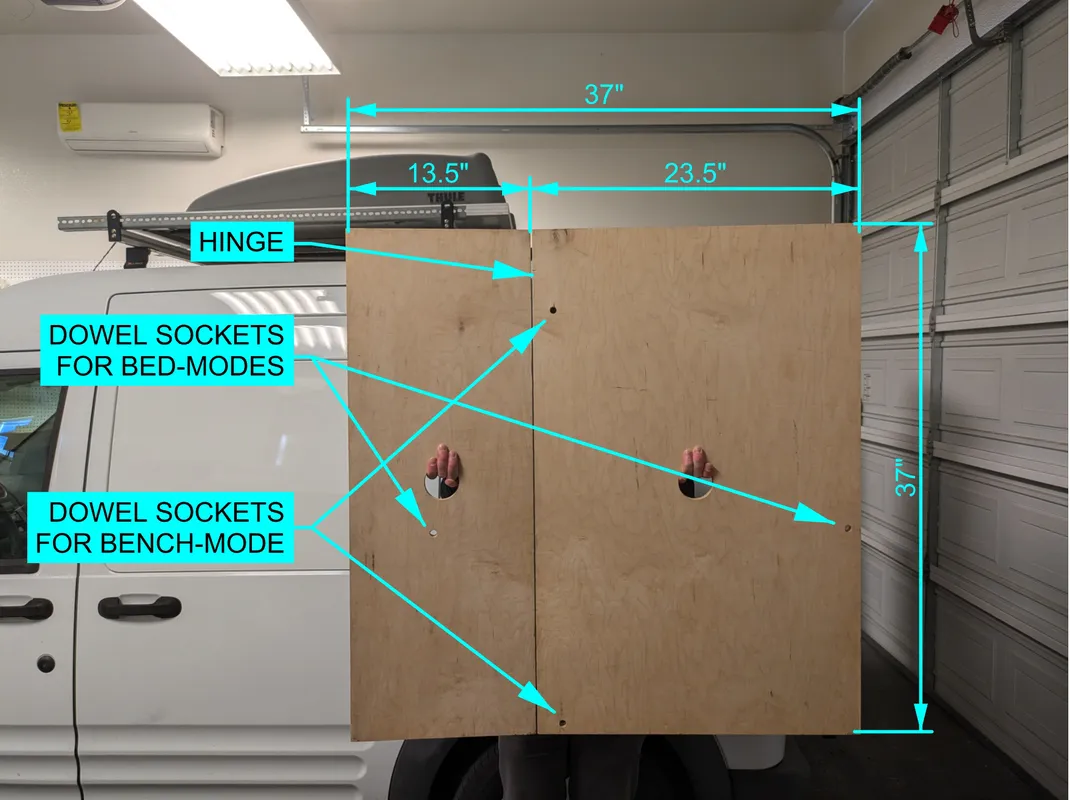 37"
13.5"
23.5"
THULE
HINGE
DOWEL SOCKETS
FOR BED-MODES
DOWEL SOCKETS
FOR BENCH-MODE
37"